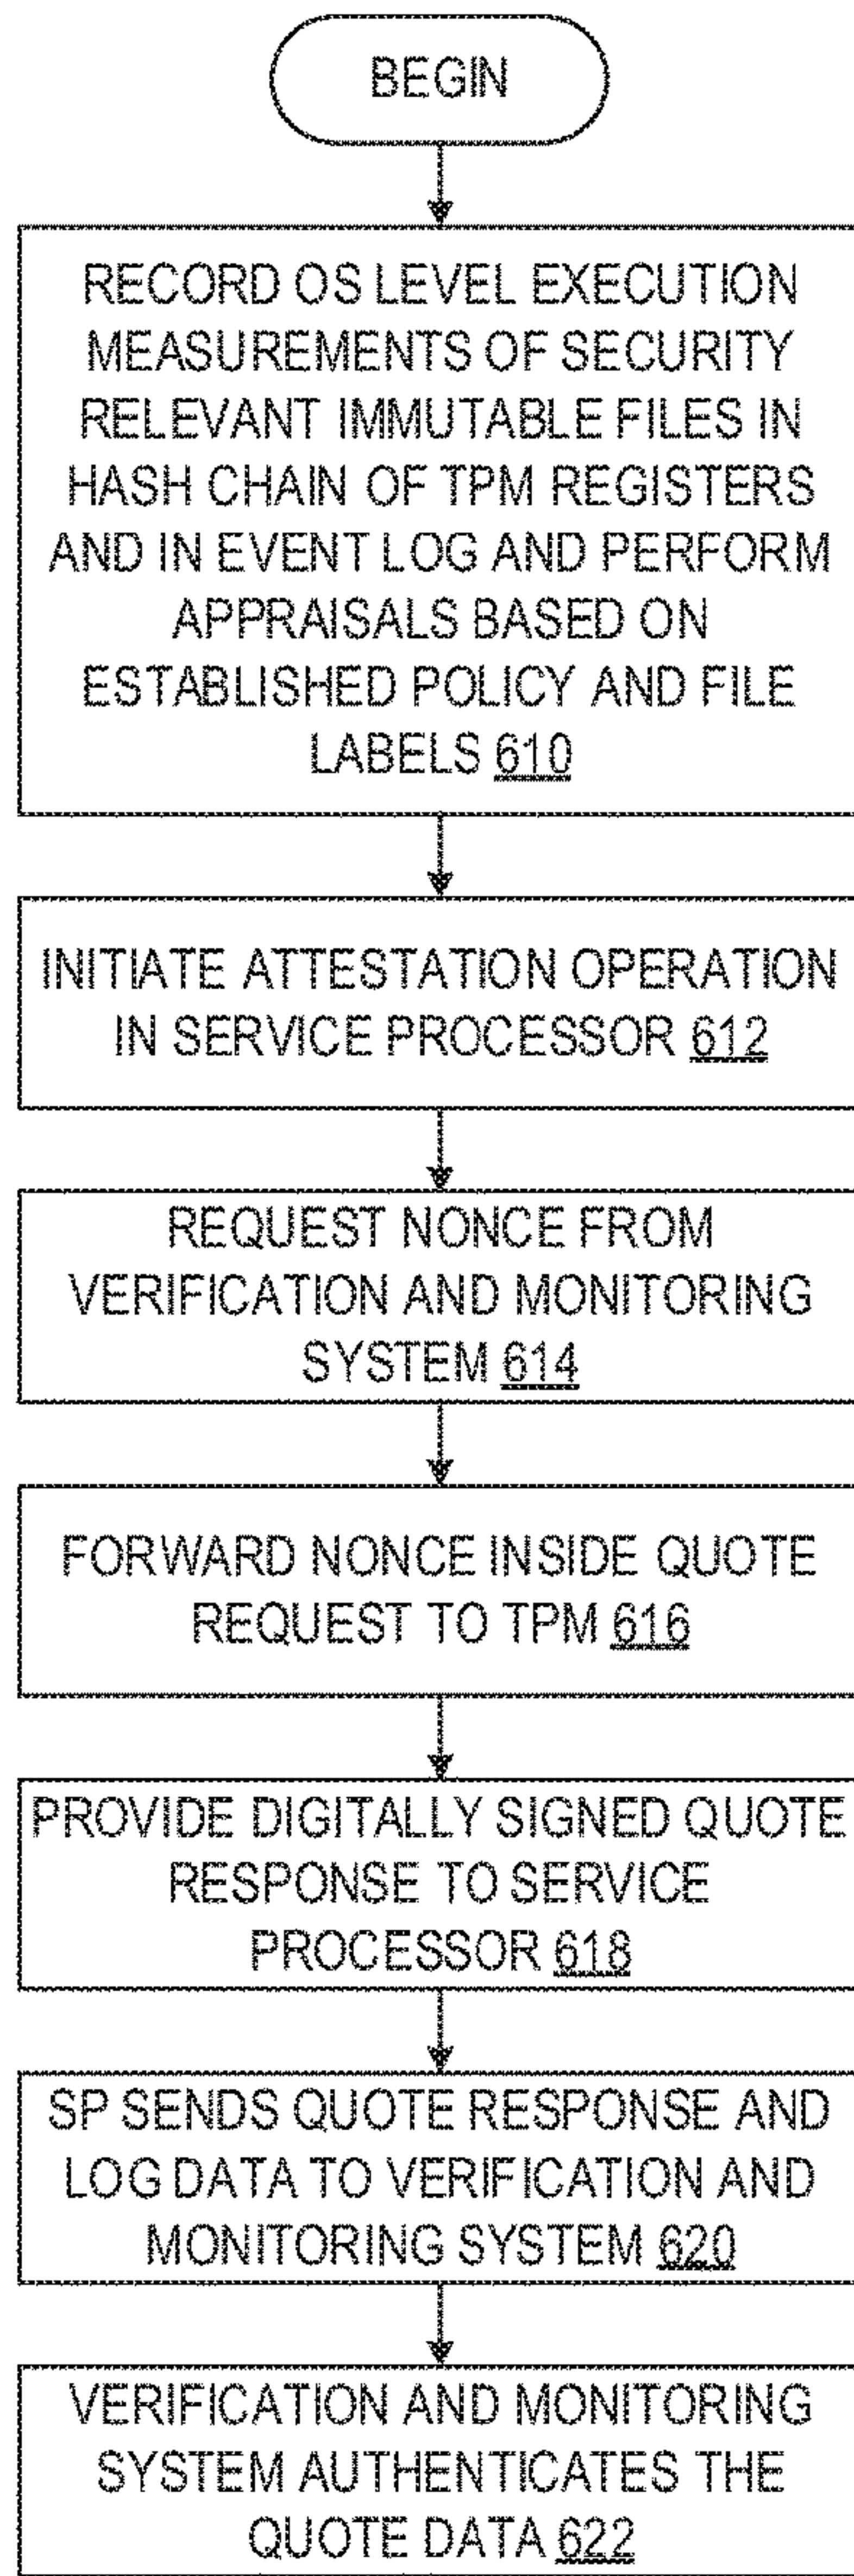 BEGIN
RECORD OS LEVEL EXECUTION
MEASUREMENTS OF SECURITY
RELEVANT IMMUTABLE FILES IN
HASH CHAIN OF TPM REGISTERS
AND IN EVENT LOG AND PERFORM
APPRAISALS BASED ON
ESTABLISHED POLICY AND FILE
LABELS 610
INITIATE ATTESTATION OPERATION
IN SERVICE PROCESSOR 612
REQUEST NONCE FROM
VERIFICATION AND MONITORING
SYSTEM 614
FORWARD NONCE INSIDE QUOTE
REQUEST TO TPM 616
PROVIDE DIGITALLY SIGNED QUOTE
RESPONSE TO SERVICE
PROCESSOR 618
SP SENDS QUOTE RESPONSE AND
LOG DATA TO VERIFICATION AND
MONITORING SYSTEM 620
VERIFICATION AND MONITORING
SYSTEM AUTHENTICATES THE
QUOTE DATA 622